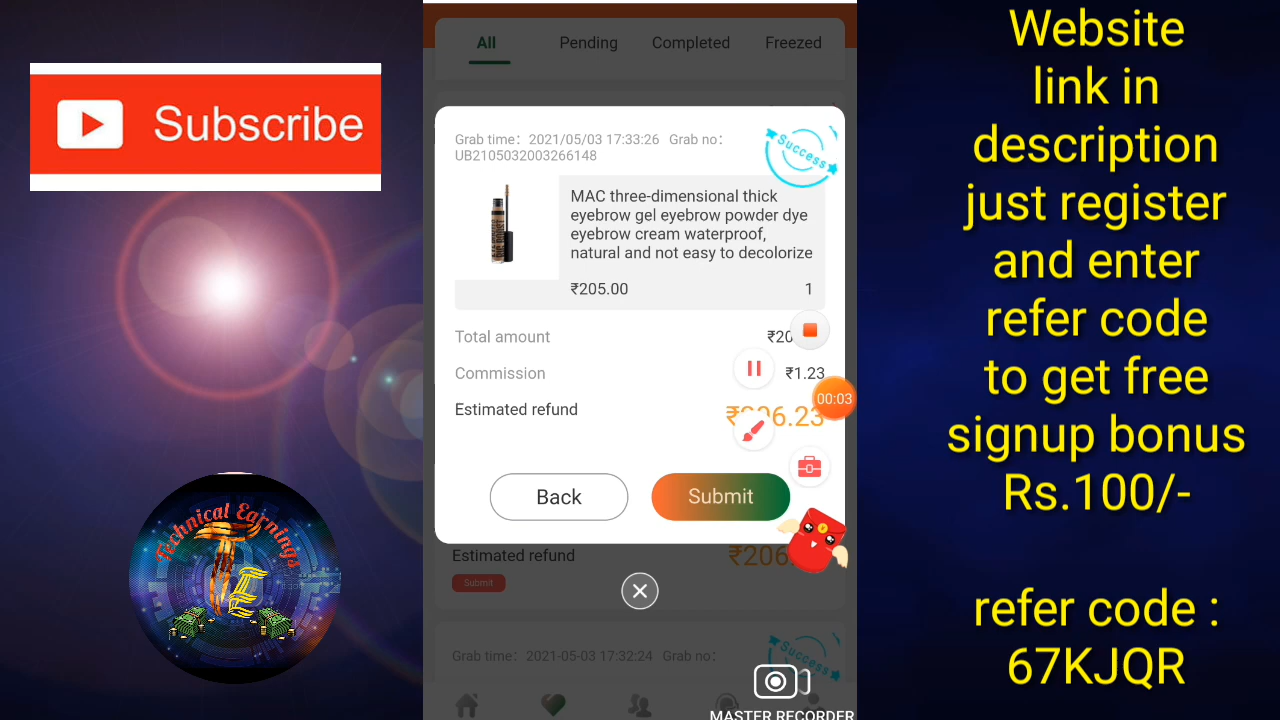 Subscribe
Technical Earnings
TE
All
Pending
Completed
Freezed
Grab time: 2021/05/03 17:33:26 Grab no:
UB2105032003266148
Success
MAC three-dimensional thick
eyebrow gel eyebrow powder dye
eyebrow cream waterproof,
natural and not easy to decolorize
₹205.00 1
Total amount
Commission ₹1.23
00:03
Estimated refund
Back
Submit
Estimated refund
Submit
Grab time: 2021-05-03 17:32:24 Grab no:
Success
MASTER RECORDER
Website
link in
description
just register
and enter
refer code
to get free
signup bonus
Rs.100/-
refer code :
67KJQR